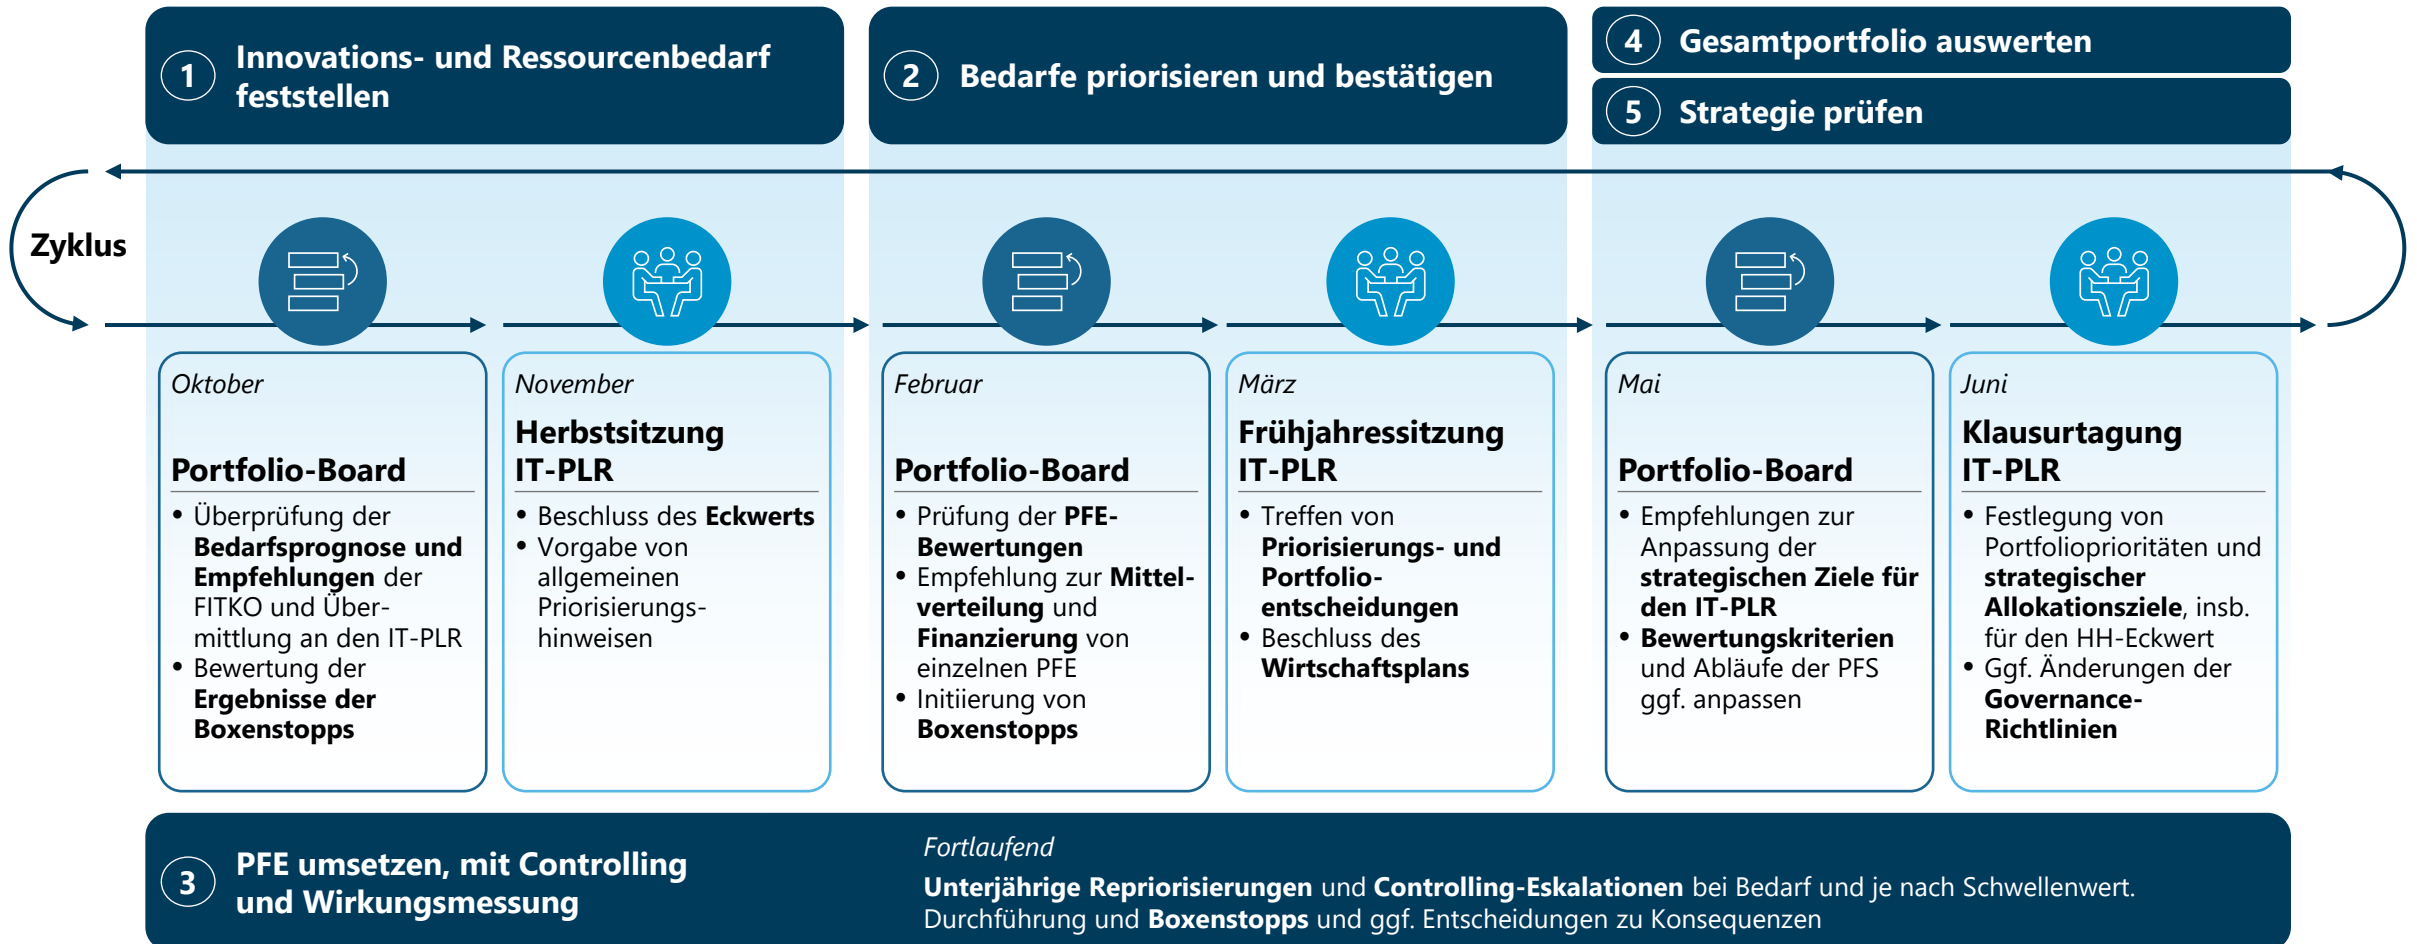 1
Innovations- und Ressourcenbedarf
feststellen
2
Bedarfe priorisieren und bestätigen
4
Gesamtportfolio auswerten
5
Strategie prüfen
Zyklus
Oktober
Portfolio-Board
• Überprüfung der
Bedarfsprognose und
Empfehlungen der
FITKO und Über-
mittlung an den IT-PLR
• Bewertung der
Ergebnisse der
Boxenstopps
November
Herbstsitzung
IT-PLR
• Beschluss des Eckwerts
• Vorgabe von
allgemeinen
Priorisierungs-
hinweisen
Februar
Portfolio-Board
• Prüfung der PFE-
Bewertungen
• Empfehlung zur Mittel-
verteilung und
Finanzierung von
einzelnen PFE
• Initiierung von
Boxenstopps
März
Frühjahressitzung
IT-PLR
• Treffen von
Priorisierungs- und
Portfolio-
entscheidungen
• Beschluss des
Wirtschaftsplans
Mai
Portfolio-Board
• Empfehlungen zur
Anpassung der
strategischen Ziele für
den IT-PLR
• Bewertungskriterien
und Abläufe der PFS
ggf. anpassen
Juni
Klausurtagung
IT-PLR
• Festlegung von
Portfolioprioritäten und
strategischer
Allokationsziele, insb.
für den HH-Eckwert
• Ggf. Änderungen der
Governance-
Richtlinien
3
PFE umsetzen, mit Controlling
und Wirkungsmessung
Fortlaufend
Unterjährige Repriorisierungen und Controlling-Eskalationen bei Bedarf und je nach Schwellenwert.
Durchführung und Boxenstopps und ggf. Entscheidungen zu Konsequenzen